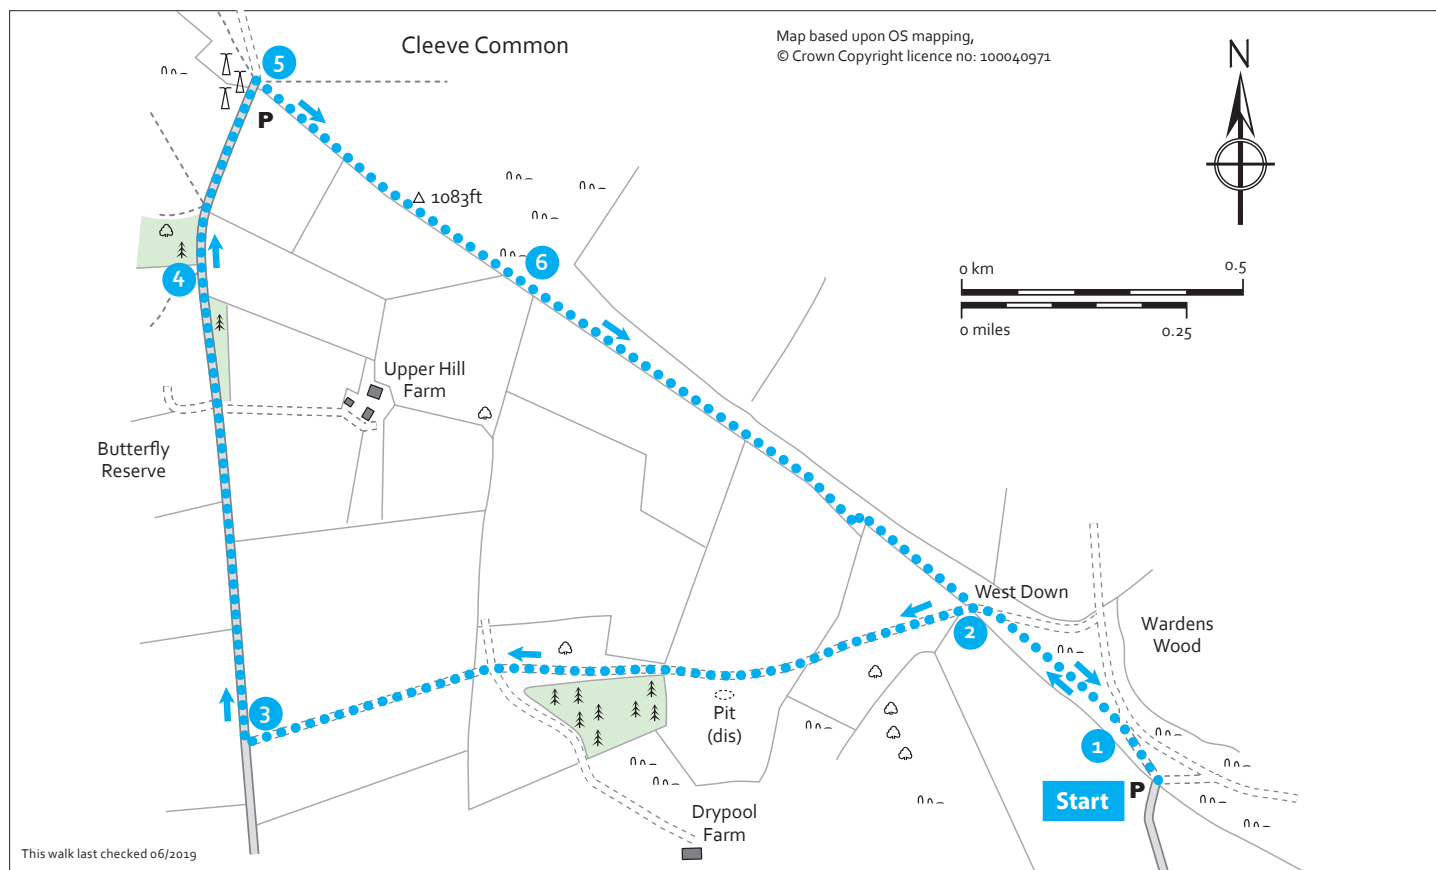 Cleeve Common
Map based upon OS mapping,
© Crown Copyright licence no: 100040971
N
5
P
1083ft
6
0 km
0.5
0 miles
0.25
4
Upper Hill
Farm
Butterfly
Reserve
West Down
2
Wardens
Wood
3
Pit
(dis)
1
Start
P
Drypool
Farm
This walk last checked 06/2019